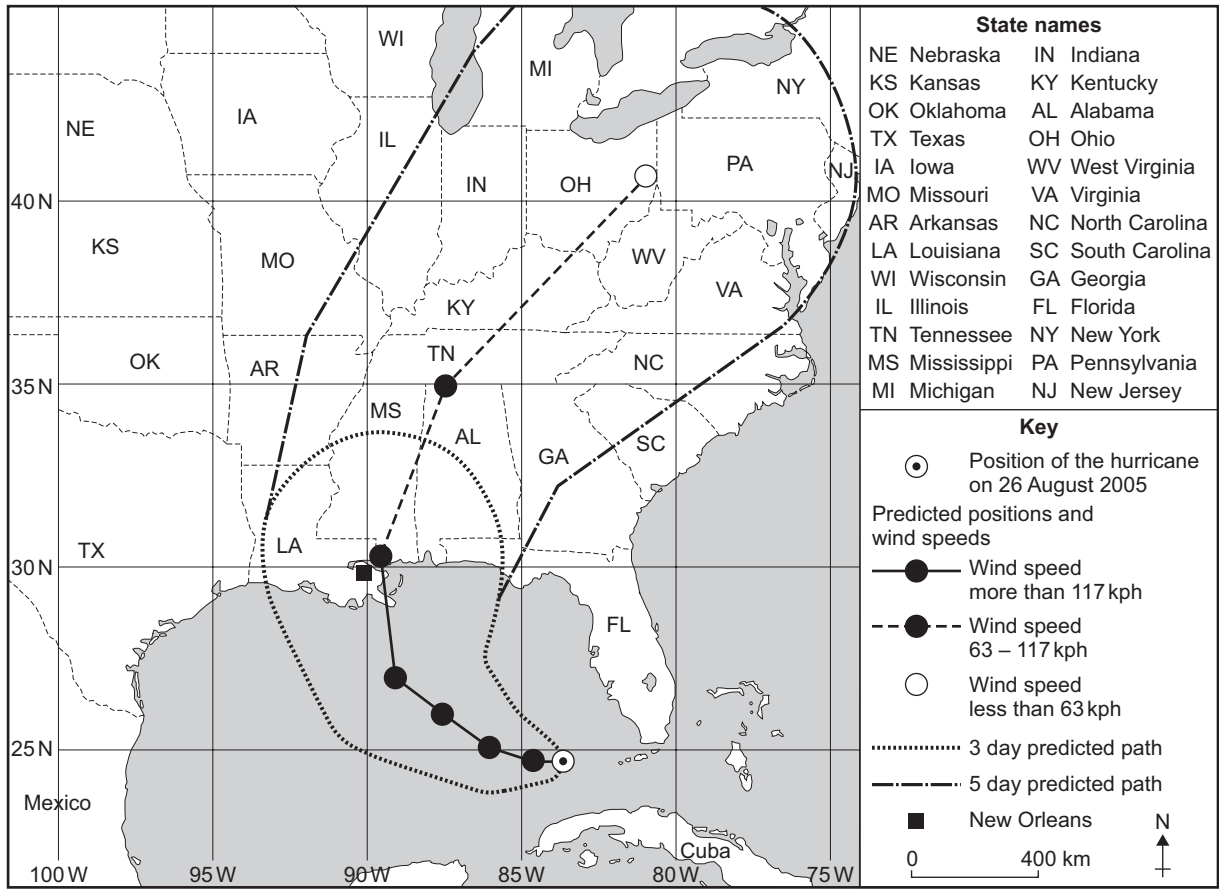 WI
MI
NY
NE
IA
IL
IN
OH
PA
NJ
40 N
KS
MO
WV
VA
KY
OK
AR
TN
NC
35 N
MS
AL
GA
SC
TX
LA
30 N
FL
25 N
Mexico
Cuba
100 W
95 W
90 W
85 W
80 W
75 W
State names
NE Nebraska IN Indiana
KS Kansas KY Kentucky
OK Oklahoma AL Alabama
TX Texas OH Ohio
IA Iowa WV West Virginia
MO Missouri VA Virginia
AR Arkansas NC North Carolina
LA Louisiana SC South Carolina
WI Wisconsin GA Georgia
IL Illinois FL Florida
TN Tennessee NY New York
MS Mississippi PA Pennsylvania
MI Michigan NJ New Jersey
Key
Position of the hurricane
on 26 August 2005
Predicted positions and
wind speeds
Wind speed
more than 117 kph
Wind speed
63 – 117 kph
Wind speed
less than 63 kph
3 day predicted path
5 day predicted path
New Orleans
N
0 400 km